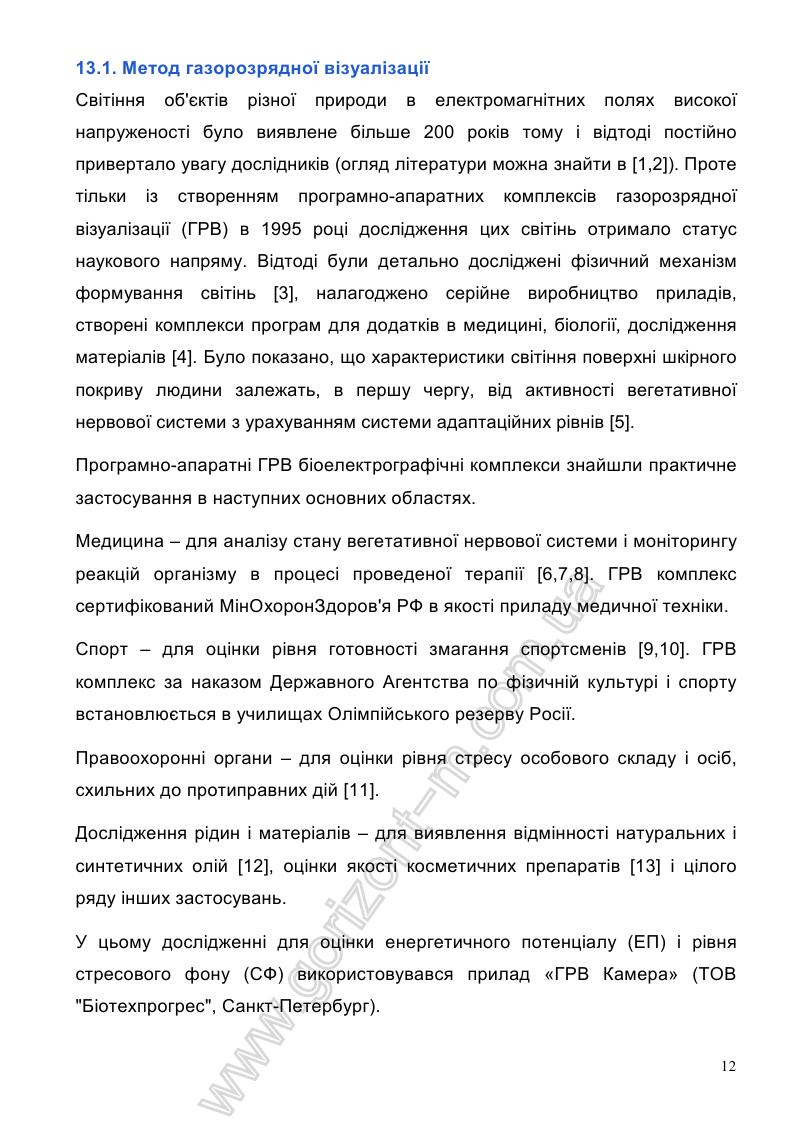 13.1. Метод газорозрядної візуалізації
Світіння об'єктів різної природи в електромагнітних полях високої
напруженості було виявлене більше 200 років тому і відтоді постійно
привертало увагу дослідників (огляд літератури можна знайти в [1,2]). Проте
тільки із створенням програмно-апаратних комплексів газорозрядної
візуалізації (ГРВ) в 1995 році дослідження цих світінь отримало статус
наукового напряму. Відтоді були детально досліджені фізичний механізм
формування світінь [3], налагоджено серійне виробництво приладів,
створені комплекси програм для додатків в медицині, біології, дослідження
матеріалів [4]. Було показано, що характеристики світіння поверхні шкірного
покриву людини залежать, в першу чергу, від активності вегетативної
нервової системи з урахуванням системи адаптаційних рівнів [5].
Програмно-апаратні ГРВ біоелектрографічні комплекси знайшли практичне
застосування в наступних основних областях.
Медицина – для аналізу стану вегетативної нервової системи і моніторингу
реакцій організму в процесі проведеної терапії [6,7,8]. ГРВ комплекс
сертифікований МінОхоронЗдоров'я РФ в якості приладу медичної техніки.
Спорт – для оцінки рівня готовності змагання спортсменів [9,10]. ГРВ
комплекс за наказом Державного Агентства по фізичній культурі і спорту
встановлюється в училищах Олімпійського резерву Росії.
Правоохоронні органи – для оцінки рівня стресу особового складу і осіб,
схильних до протиправних дій [11].
Дослідження рідин і матеріалів – для виявлення відмінності натуральних і
синтетичних олій [12], оцінки якості косметичних препаратів [13] і цілого
ряду інших застосувань.
У цьому дослідженні для оцінки енергетичного потенціалу (ЕП) і рівня
стресового фону (СФ) використовувався прилад «ГРВ Камера» (ТОВ
"Біотехпрогрес", Санкт-Петербург).
12
www.gorizont-m.com.ua